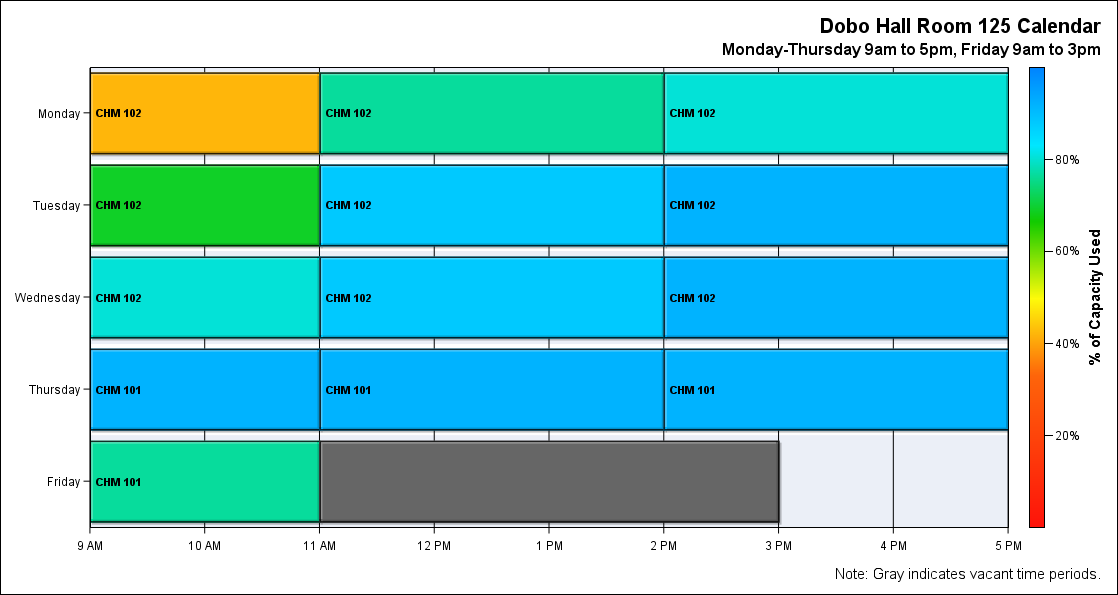 Dobo Hall Room 125 Calendar
Monday-Thursday 9am to 5pm, Friday 9am to 3pm
Monday
CHM 102
CHM 102
CHM 102
Tuesday
CHM 102
CHM 102
CHM 102
Wednesday
CHM 102
CHM 102
CHM 102
Thursday
CHM 101
CHM 101
CHM 101
Friday
CHM 101
9 AM
10 AM
11 AM
12 PM
1 PM
2 PM
3 PM
4 PM
5 PM
80%
60%
40%
20%
% of Capacity Used
Note: Gray indicates vacant time periods.